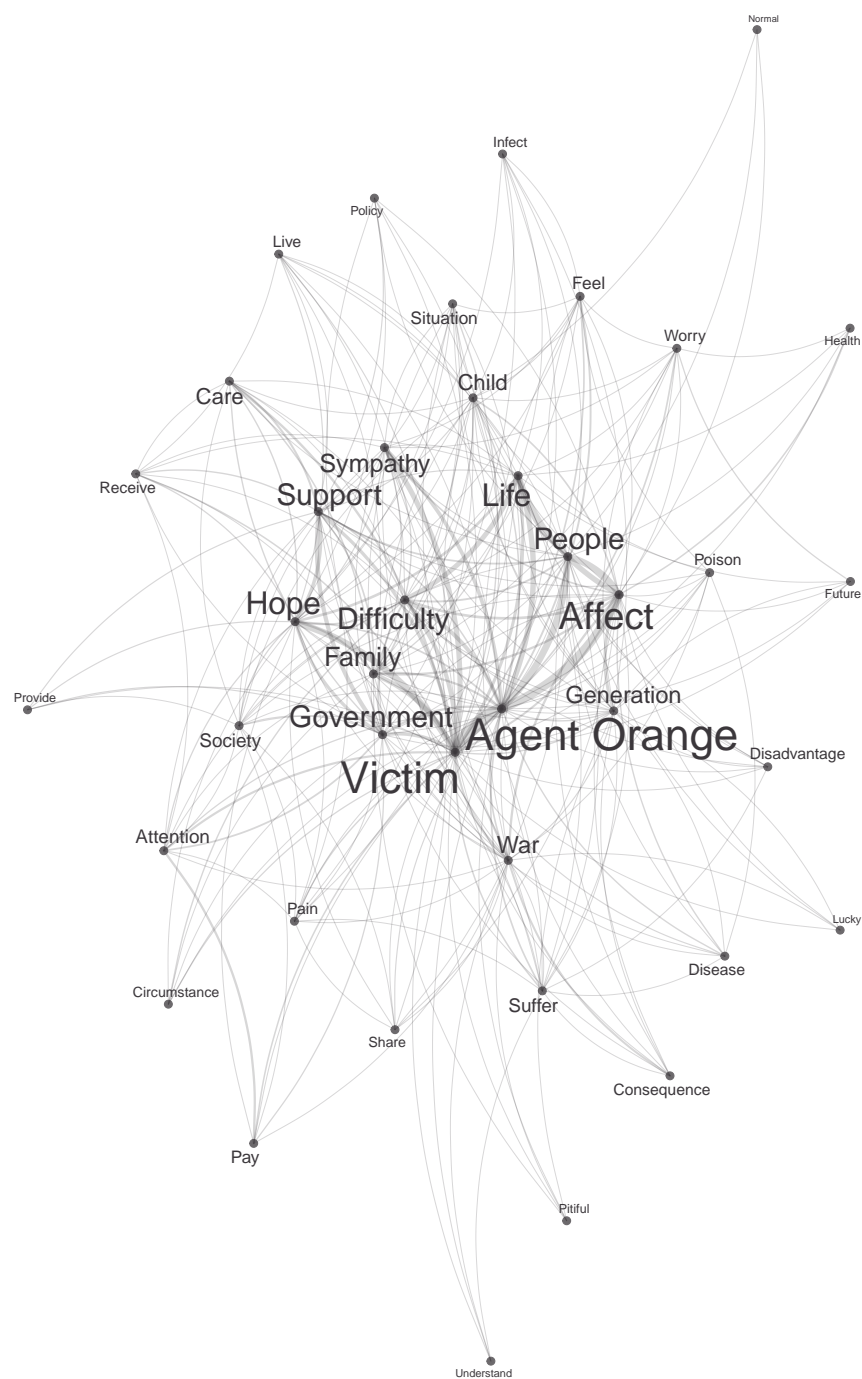 Normal
Infect
Policy
Live
Feel
Situation
Worry
Health
Child
Care
Sympathy
Receive
Support
Life
People
Poison
Hope
Difficulty
Affect
Future
Family
Provide
Generation
Government
Society
Agent Orange
Disadvantage
Victim
Attention
War
Pain
Lucky
Disease
Circumstance
Suffer
Share
Consequence
Pay
Pitiful
Understand